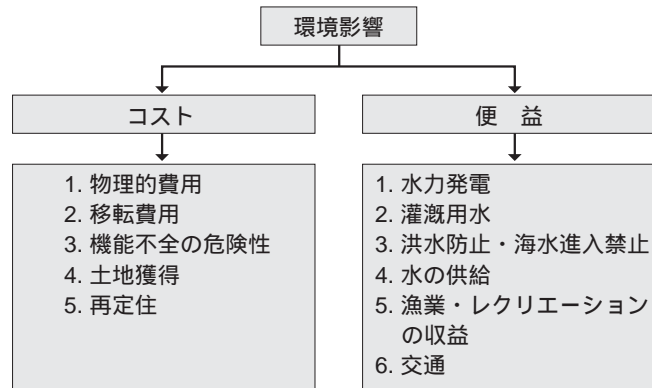 環境影響
コスト
便　益
1. 物理的費用
2. 移転費用
3. 機能不全の危険性
4. 土地獲得
5. 再定住
1. 水力発電
2. 灌漑用水
3. 洪水防止・海水進入禁止
4. 水の供給
5. 漁業・レクリエーション
の収益
6. 交通